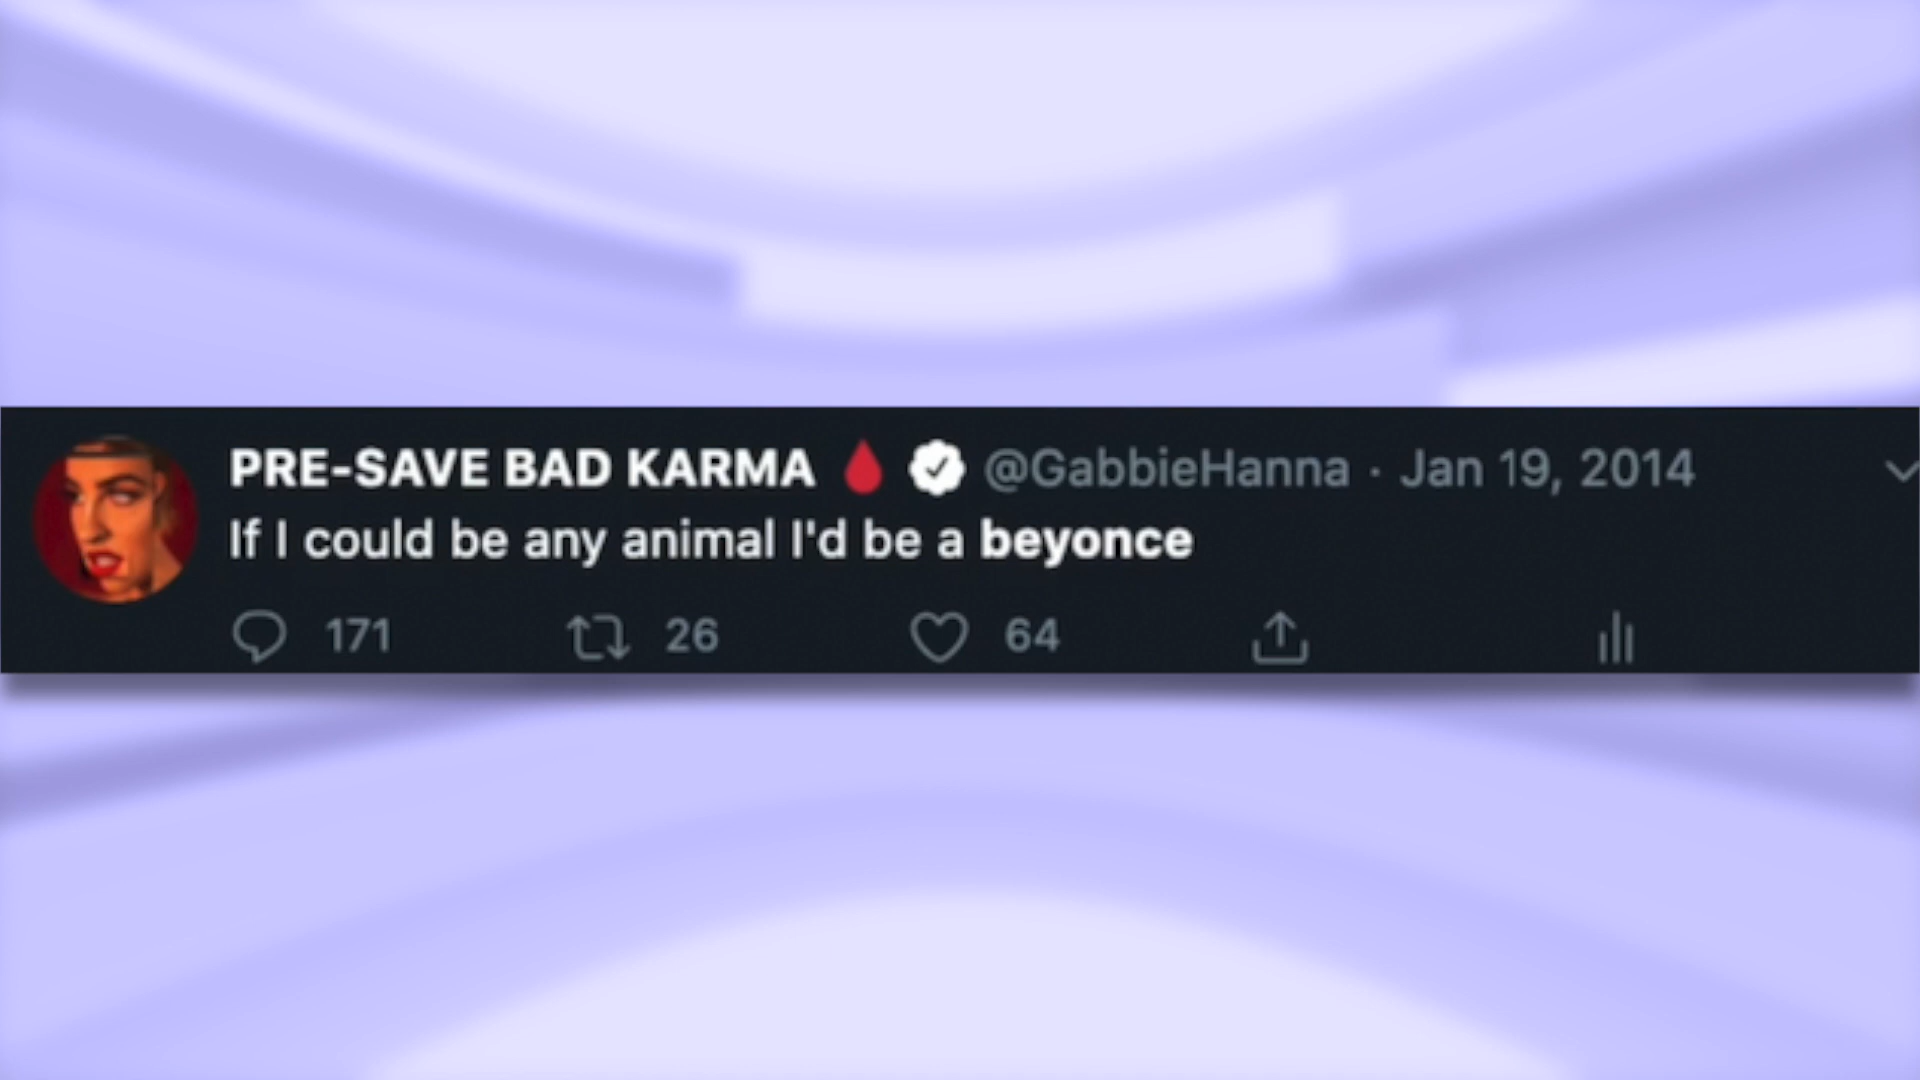 PRE-SAVE BAD KARMA 🩸 @GabbieHanna · Jan 19, 2014
If I could be any animal I'd be a beyonce
171 26 64